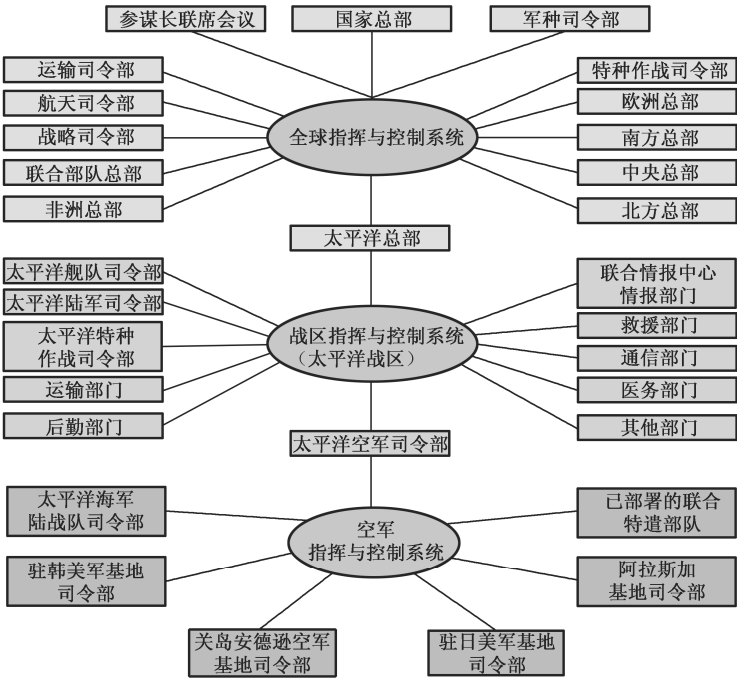 参谋长联席会议
国家总部
军种司令部
运输司令部
航天司令部
战略司令部
联合部队总部
非洲总部
全球指挥与控制系统
特种作战司令部
欧洲总部
南方总部
中央总部
北方总部
太平洋总部
太平洋舰队司令部
太平洋陆军司令部
太平洋特种
作战司令部
运输部门
后勤部门
战区指挥与控制系统
（太平洋战区）
联合情报中心
情报部门
救援部门
通信部门
医务部门
其他部门
太平洋空军司令部
太平洋海军
陆战队司令部
驻韩美军基地
司令部
空军
指挥与控制系统
已部署的联合
特遣部队
阿拉斯加
基地司令部
关岛安德逊空军
基地司令部
驻日美军基地
司令部